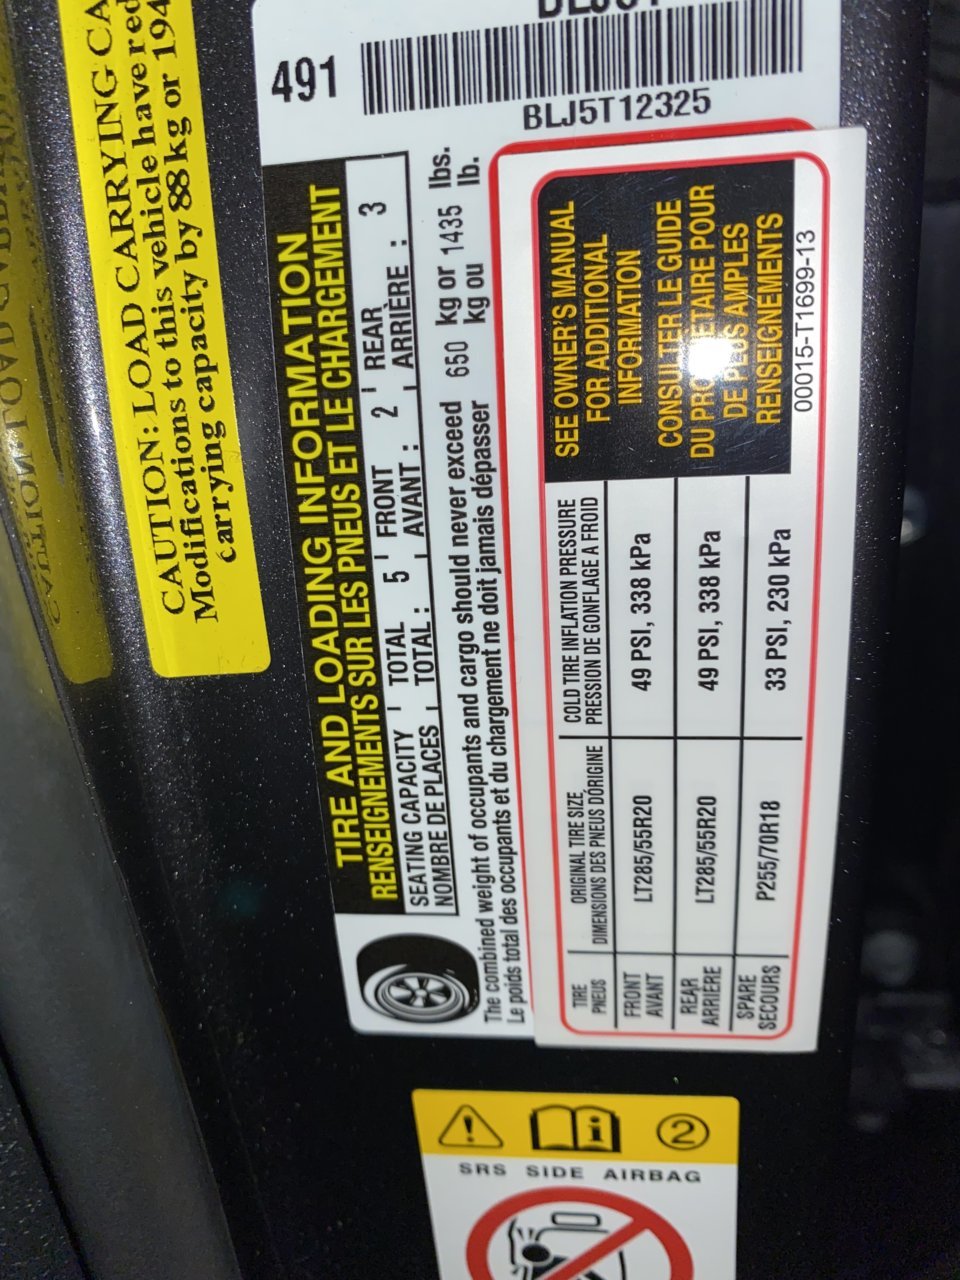 CAUTION: LOAD CARRYING CA
Modifications to this vehicle have red
carrying capacity by 88 kg or 194
491
BLJ5T12325
TIRE AND LOADING INFORMATION
RENSEIGNEMENTS SUR LES PNEUS ET LE CHARGEMENT
SEATING CAPACITY TOTAL 5 FRONT 2 REAR 3
NOMBRE DE PLACES TOTAL : AVANT : ARRIÈRE :
The combined weight of occupants and cargo should never exceed 650 kg or 1435 lbs.
Le poids total des occupants et du chargement ne doit jamais dépasser kg ou lb.
TIRE ORIGINAL TIRE SIZE COLD TIRE INFLATION PRESSURE
PNEUS DIMENSIONS DES PNEUS DÓRIGINE PRESSION DE GONFLAGE A FROID
FRONT
AVANT LT285/55R20 49 PSI, 338 kPa
REAR
ARRIERE LT285/55R20 49 PSI, 338 kPa
SPARE
SECOURS P255/70R18 33 PSI, 230 kPa
SEE OWNER'S MANUAL
FOR ADDITIONAL
INFORMATION
CONSULTER LE GUIDE
DU PROPRIETAIRE POUR
DE PLUS AMPLES
RENSEIGNEMENTS
00015-T1699-13
2
SRS SIDE AIRBAG